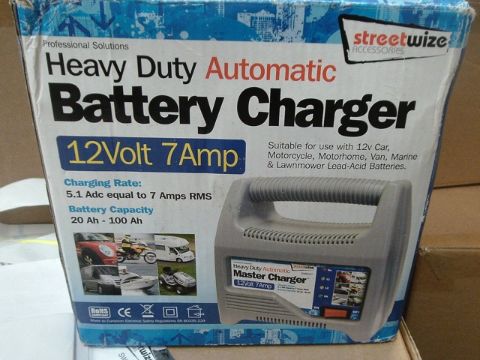 Professional Solutions
streetwize
ACCESSORIES
Heavy Duty Automatic
Battery Charger
12Volt 7Amp
Suitable for use with 12v Car,
Motorcycle, Motorhome, Van, Marine
& Lawnmower Lead-Acid Batteries.
Charging Rate:
5.1 Adc equal to 7 Amps RMS
Battery Capacity
20 Ah - 100 Ah
Heavy Duty Automatic
Master Charger
12Volt 7Amp
streetwize
RoHS
CE